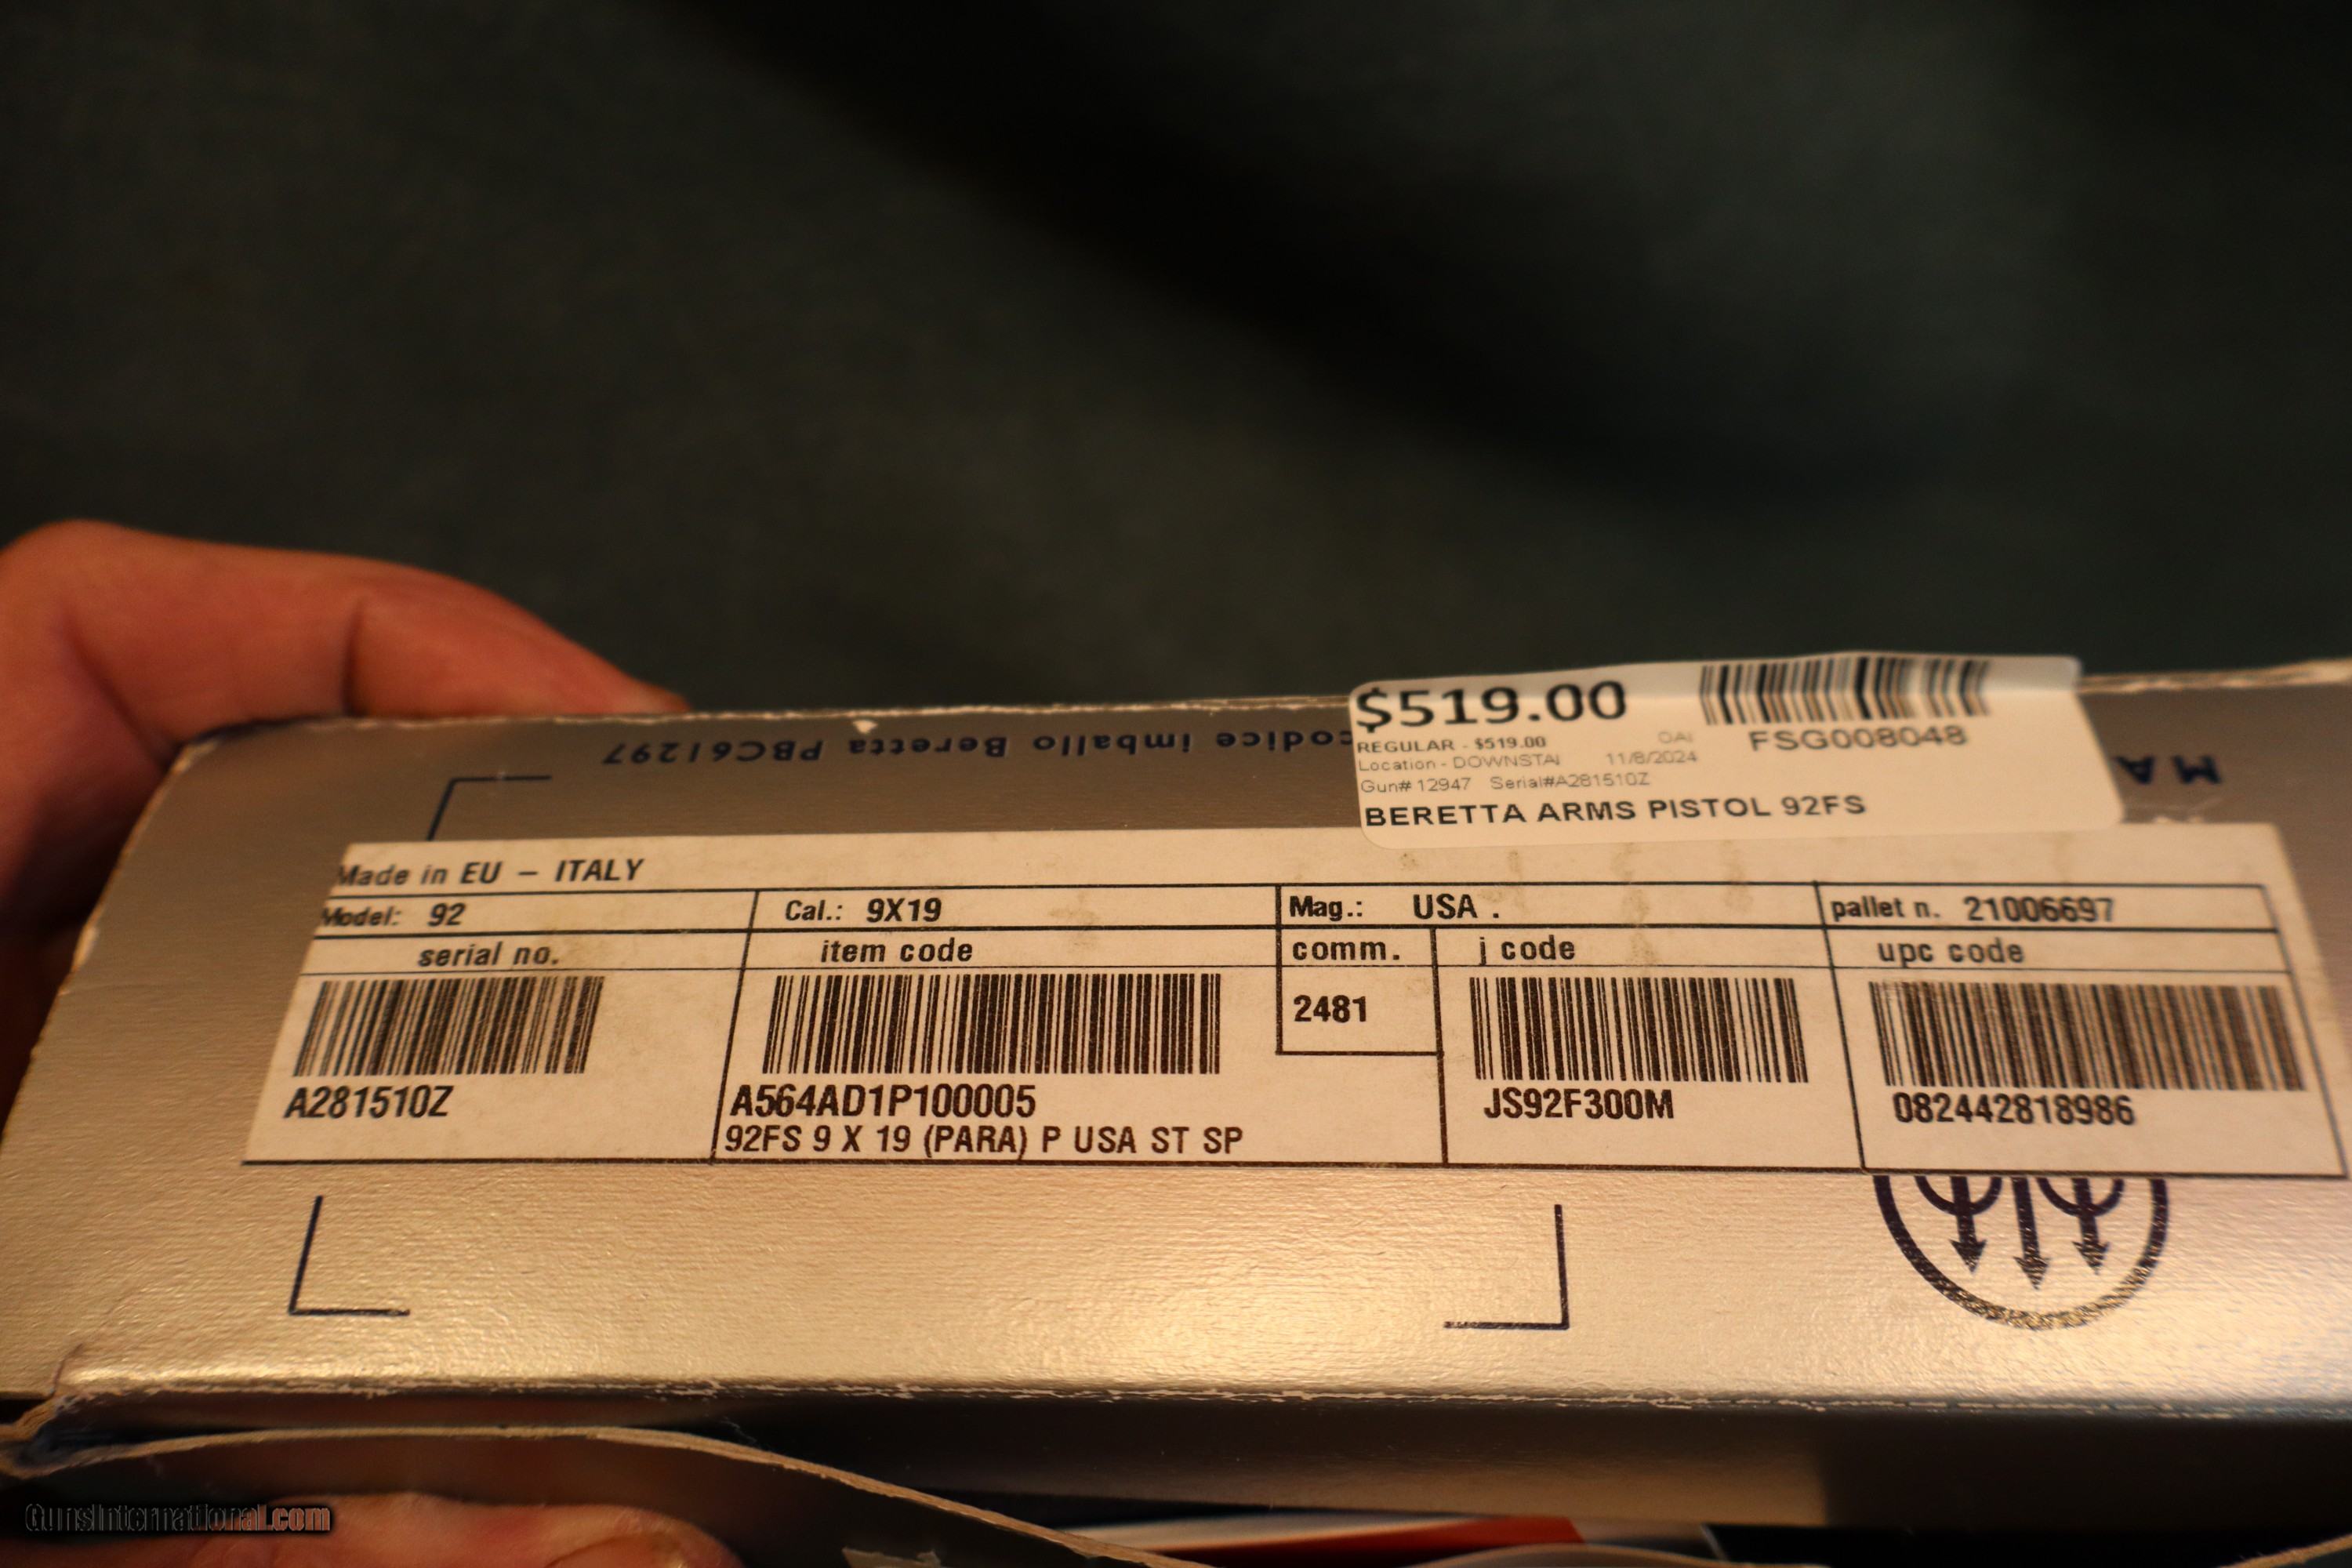 $519.00
REGULAR - $519.00
OAI
Location - DOWNSTAI 11/8/2024
Gun# 12947 Serial#A281510Z
FSG008048
BERETTA ARMS PISTOL 92FS
codice imballo Beretta PBC61297
MA
Made in EU – ITALY
Model: 92 Cal.: 9X19 Mag.: USA . pallet n. 21006697
serial no. item code comm. j code upc code
2481
A281510Z A564AD1P100005 JS92F300M 082442818986
92FS 9 X 19 (PARA) P USA ST SP
GunsInternational.com